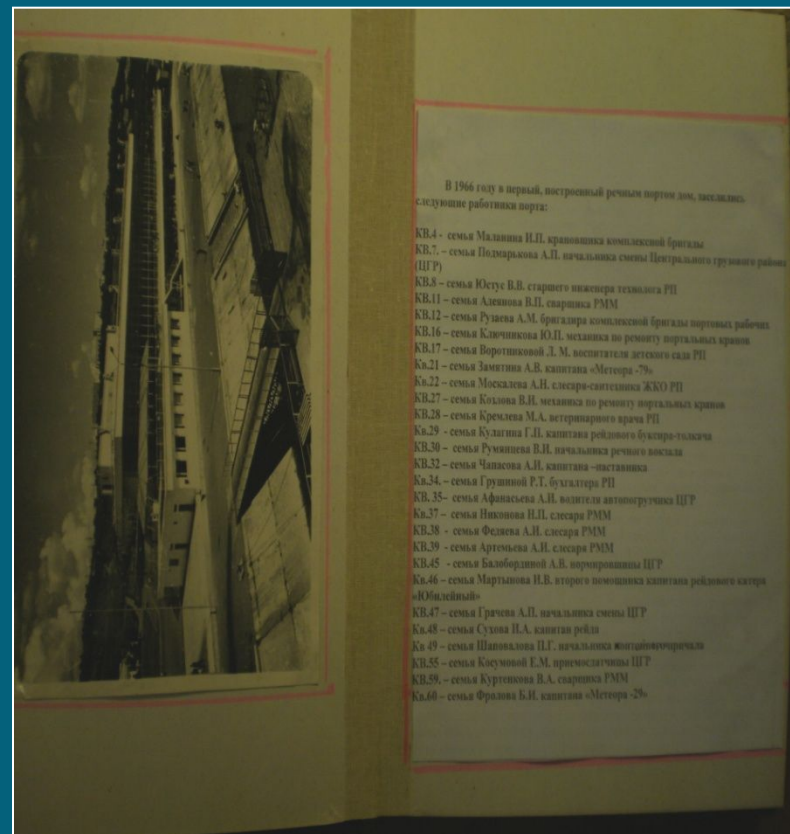 В 1966 году в первый, построенный речным портом дом, заселились
следующие работники порта:
КВ.4 - семья Маланина И.П. крановщика комплексной бригады
КВ.7. – семья Подмарькова А.П. начальника смены Центрального грузового района
(ЦГР)
КВ.8 – семья Юстус В.В. старшего инженера технолога РП
КВ.11 – семья Адеянова В.П. сварщика РММ
КВ.12 – семья Рузаева А.М. бригадира комплексной бригады портовых рабочих
КВ.16 – семья Ключникова Ю.П. механика по ремонту портальных кранов
КВ.17 – семья Воротниковой Л. М. воспитателя детского сада РП
Кв.21 – семья Замятина А.В. капитана «Метеора -79»
Кв.22 – семья Москалева А.Н. слесаря-сантехника ЖКО РП
КВ.27 – семья Козлова В.И. механика по ремонту портальных кранов
КВ.28 – семья Кремлева М.А. ветеринарного врача РП
Кв.29 - семья Кулагина Г.П. капитана рейдового буксира-толкача
КВ.30 – семья Румянцева В.И. начальника речного вокзала
КВ.32 – семья Чапасова А.И. капитана –наставника
Кв.34. – семья Грушиной Р.Т. бухгалтера РП
КВ. 35– семья Афанасьева А.И. водителя автопогрузчика ЦГР
Кв.37 – семья Никонова Н.П. слесаря РММ
КВ.38 - семья Феляева А.И. слесаря РММ
КВ.39 - семья Артемьева А.И. слесаря РММ
КВ.45 - семья Балобординой А.В. нормировщицы ЦГР
Кв.46 – семья Мартынова И.В. второго помощника капитана рейдового катера
«Юбилейный»
КВ.47 – семья Грачева А.П. начальника смены ЦГР
Кв.48 – семья Сухова И.А. капитан рейда
Кв 49 – семья Шаповалова П.Г. начальника
КВ.55 – семья Косумовой Е.М. приемосдатчицы ЦГР
КВ.59. – семья Куртенкова В.А. сварщика РММ
Кв.60 – семья Фролова Б.И. капитана «Метеора -29»